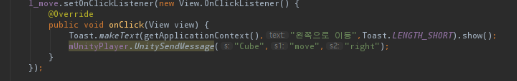 l_move.setOnClickListener(new View.OnClickListener() {
@Override
public void onClick(View view) {
Toast.makeText(getApplicationContext(), text: "왼쪽으로 이동",Toast.LENGTH_SHORT).show();
mUnityPlayer.UnitySendMessage( s: "Cube", s1: "move", s2: "right");
}
});